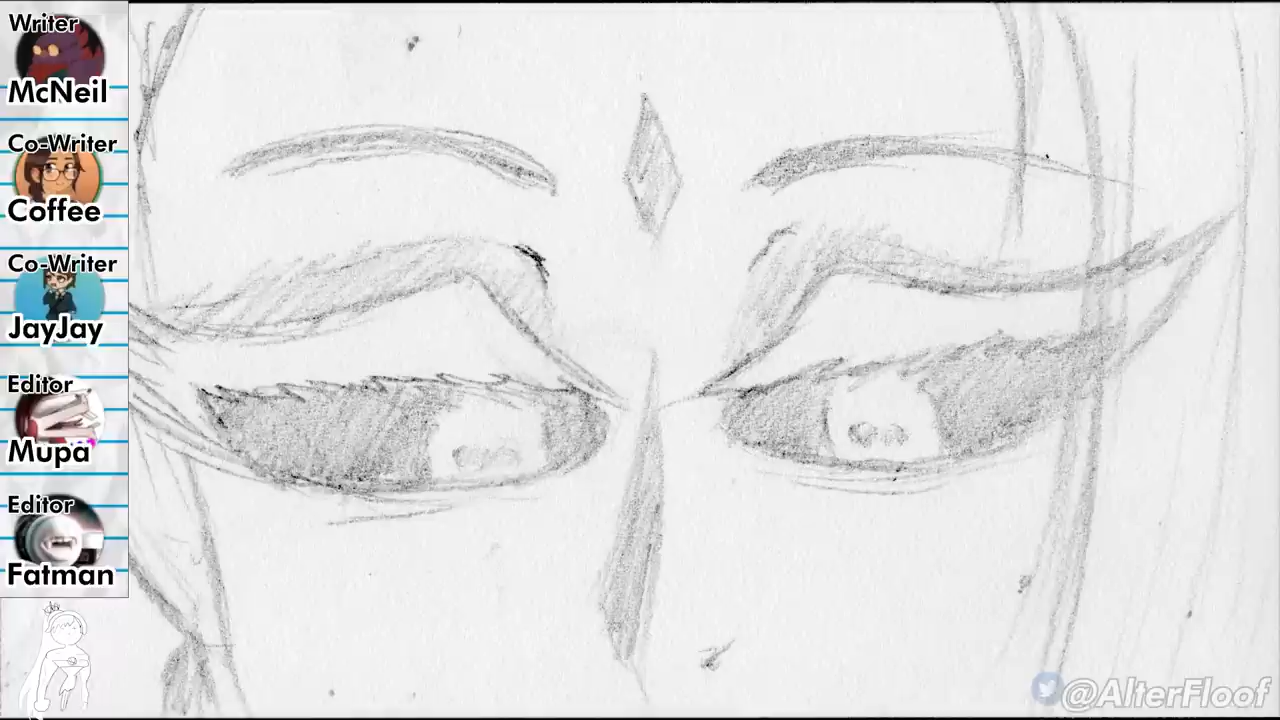 Writer
McNeil
Co-Writer
Coffee
Co-Writer
JayJay
Editor
Mupa
Editor
Fatman
@AlterFloof